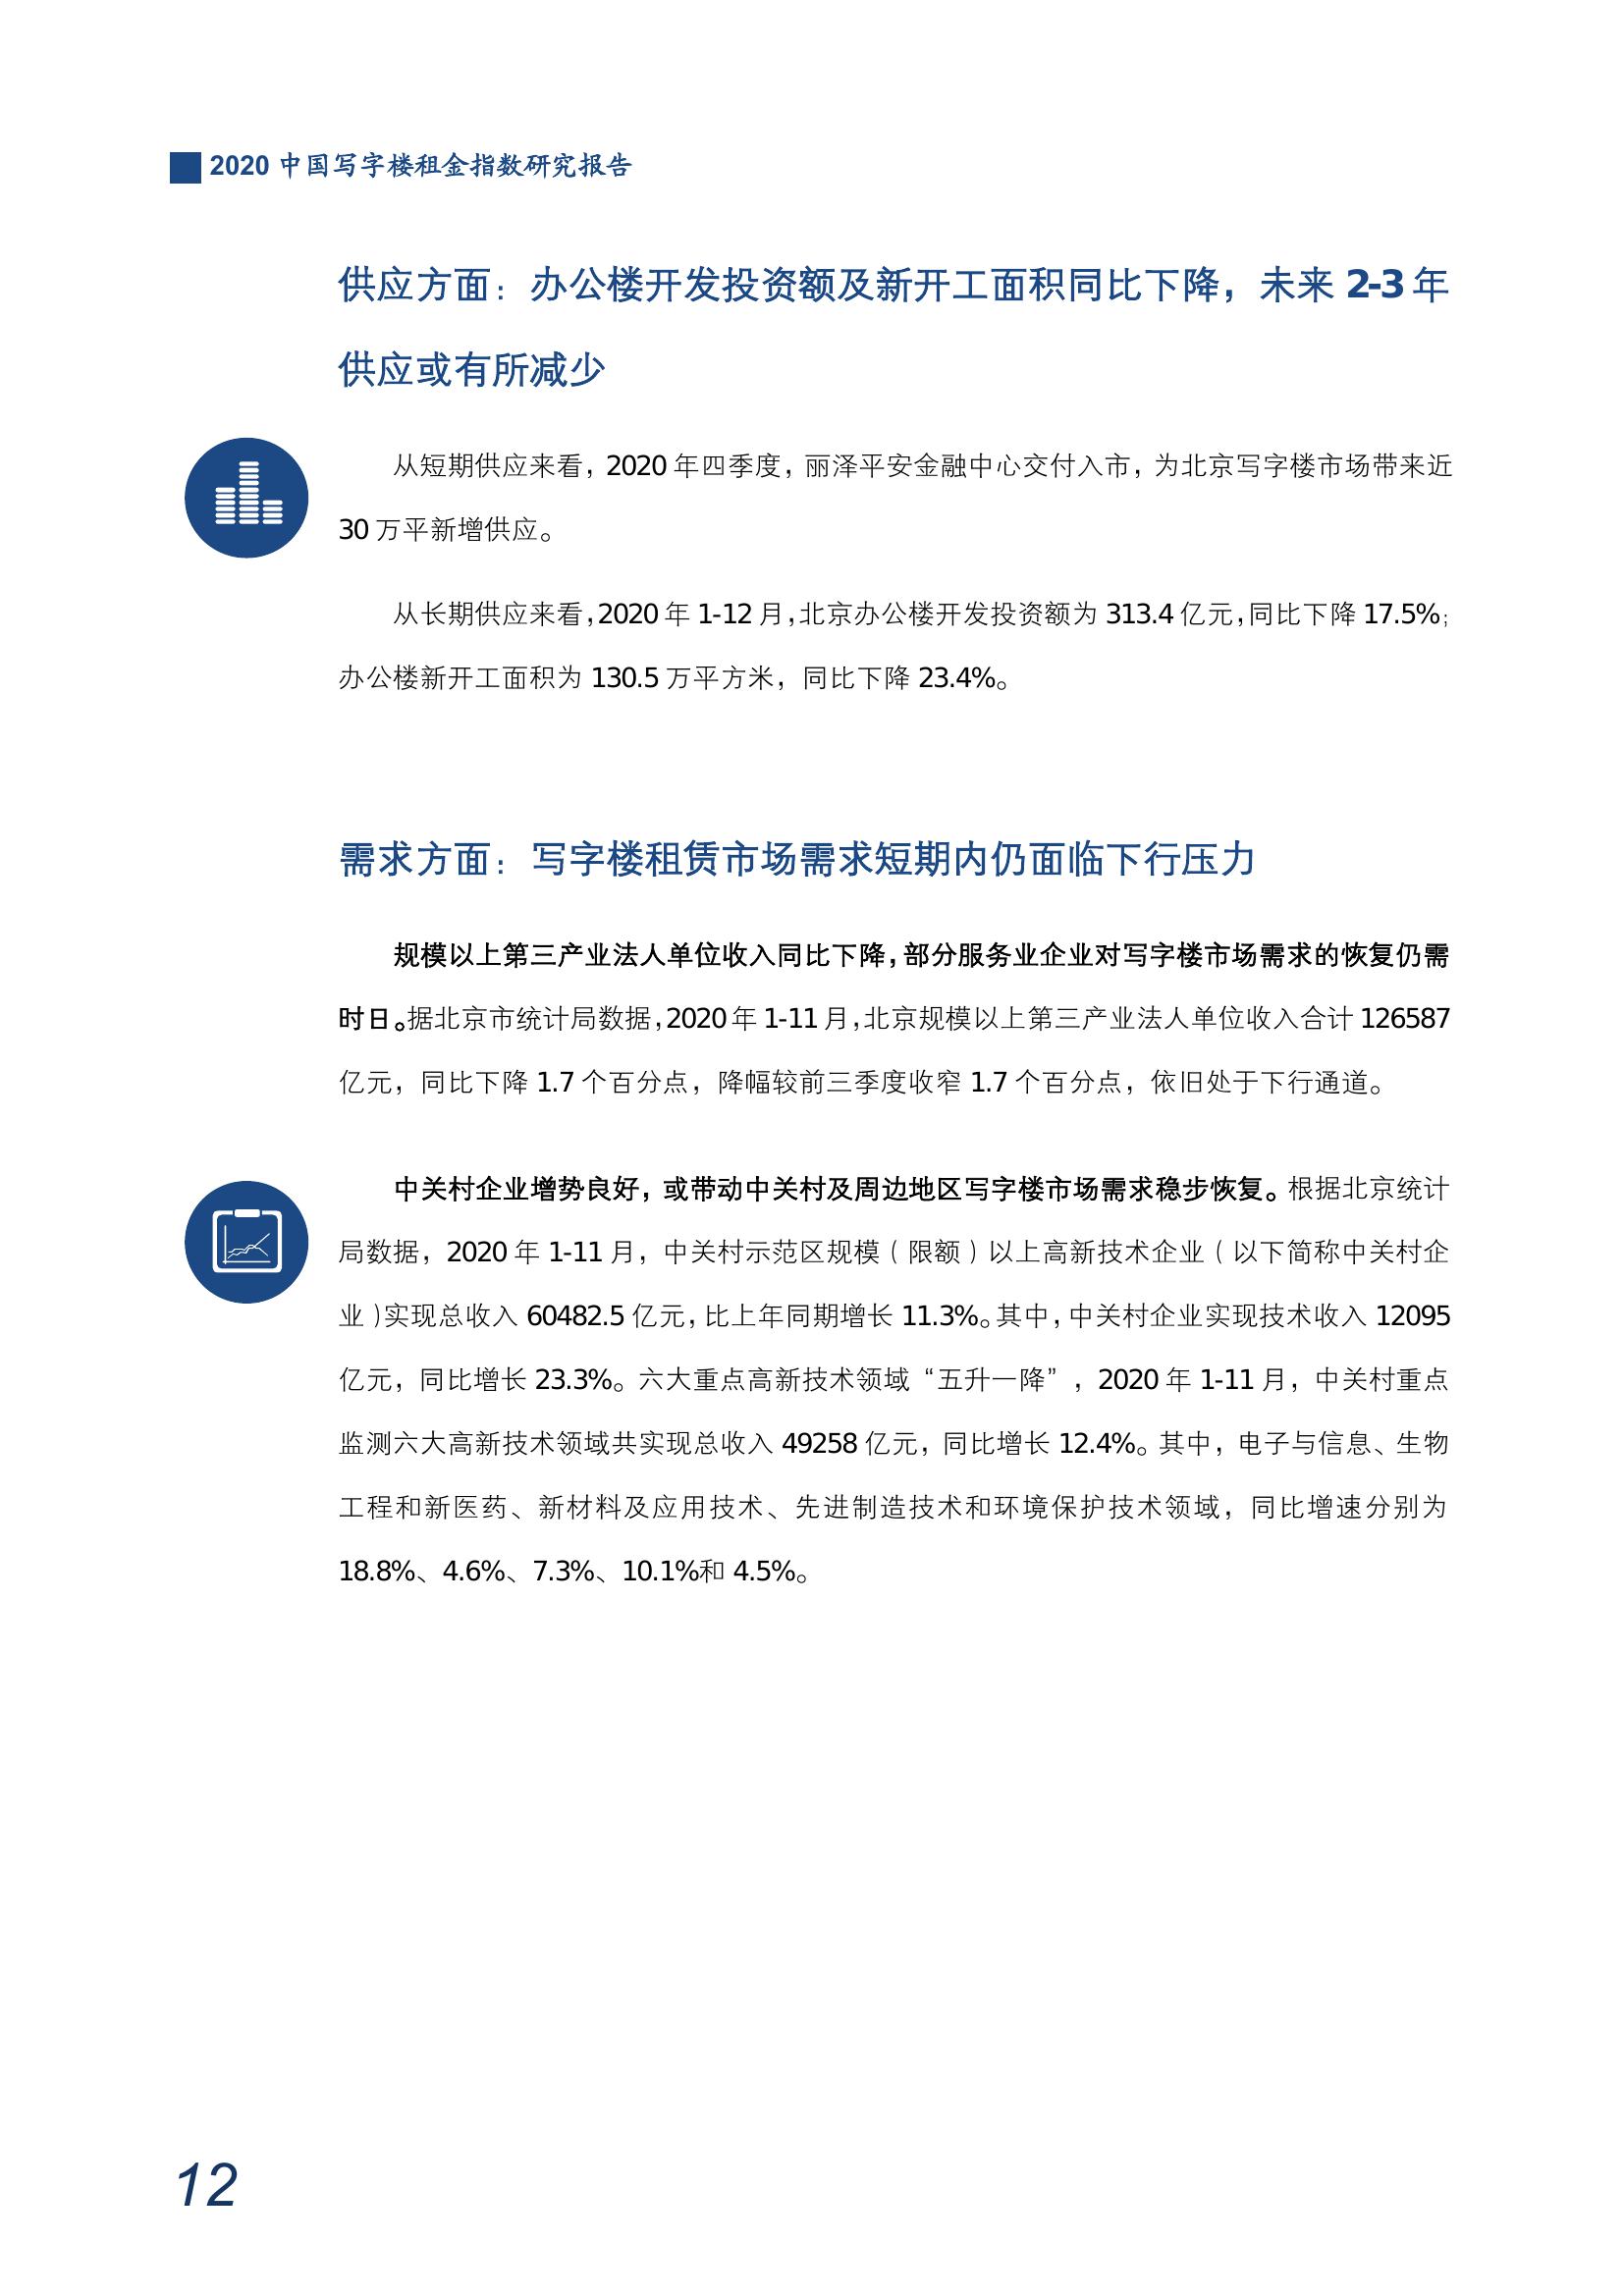 2020 中国写字楼租金指数研究报告
供应方面：办公楼开发投资额及新开工面积同比下降，未来 2-3 年
供应或有所减少
从短期供应来看，2020 年四季度，丽泽平安金融中心交付入市，为北京写字楼市场带来近
30 万平新增供应。
从长期供应来看，2020 年 1-12 月，北京办公楼开发投资额为 313.4 亿元，同比下降 17.5%；
办公楼新开工面积为 130.5 万平方米，同比下降 23.4%。
需求方面：写字楼租赁市场需求短期内仍面临下行压力
规模以上第三产业法人单位收入同比下降，部分服务业企业对写字楼市场需求的恢复仍需
时日。据北京市统计局数据，2020 年 1-11 月，北京规模以上第三产业法人单位收入合计 126587
亿元，同比下降 1.7 个百分点，降幅较前三季度收窄 1.7 个百分点，依旧处于下行通道。
中关村企业增势良好，或带动中关村及周边地区写字楼市场需求稳步恢复。根据北京统计
局数据，2020 年 1-11 月，中关村示范区规模（限额）以上高新技术企业（以下简称中关村企
业）实现总收入 60482.5 亿元，比上年同期增长 11.3%。其中，中关村企业实现技术收入 12095
亿元，同比增长 23.3%。六大重点高新技术领域“五升一降”，2020 年 1-11 月，中关村重点
监测六大高新技术领域共实现总收入 49258 亿元，同比增长 12.4%。其中，电子与信息、生物
工程和新医药、新材料及应用技术、先进制造技术和环境保护技术领域，同比增速分别为
18.8%、4.6%、7.3%、10.1%和 4.5%。
12